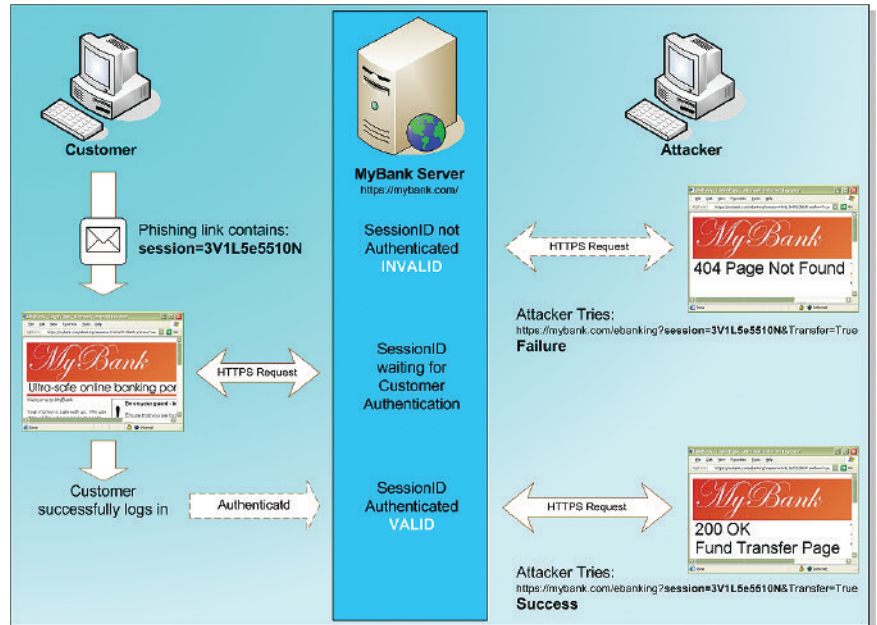 Customer
MyBank Server
https://mybank.com/
Attacker
Phishing link contains:
session=3V1L5e5510N
SessionID not
Authenticated
INVALID
HTTPS Request
MyBank
404 Page Not Found
Attacker Tries:
https://mybank.com/ebanking?session=3V1L5e5510N&Transfer=True
Failure
MyBank
Ultra-safe online banking por
Welcome to MyBank
HTTPS Request
SessionID
waiting for
Customer
Authentication
Customer
successfully logs in
Authenticatd
SessionID
Authenticated
VALID
HTTPS Request
MyBank
200 OK
Fund Transfer Page
Attacker Tries:
https://mybank.com/ebanking?session=3V1L5e5510N&Transfer=True
Success